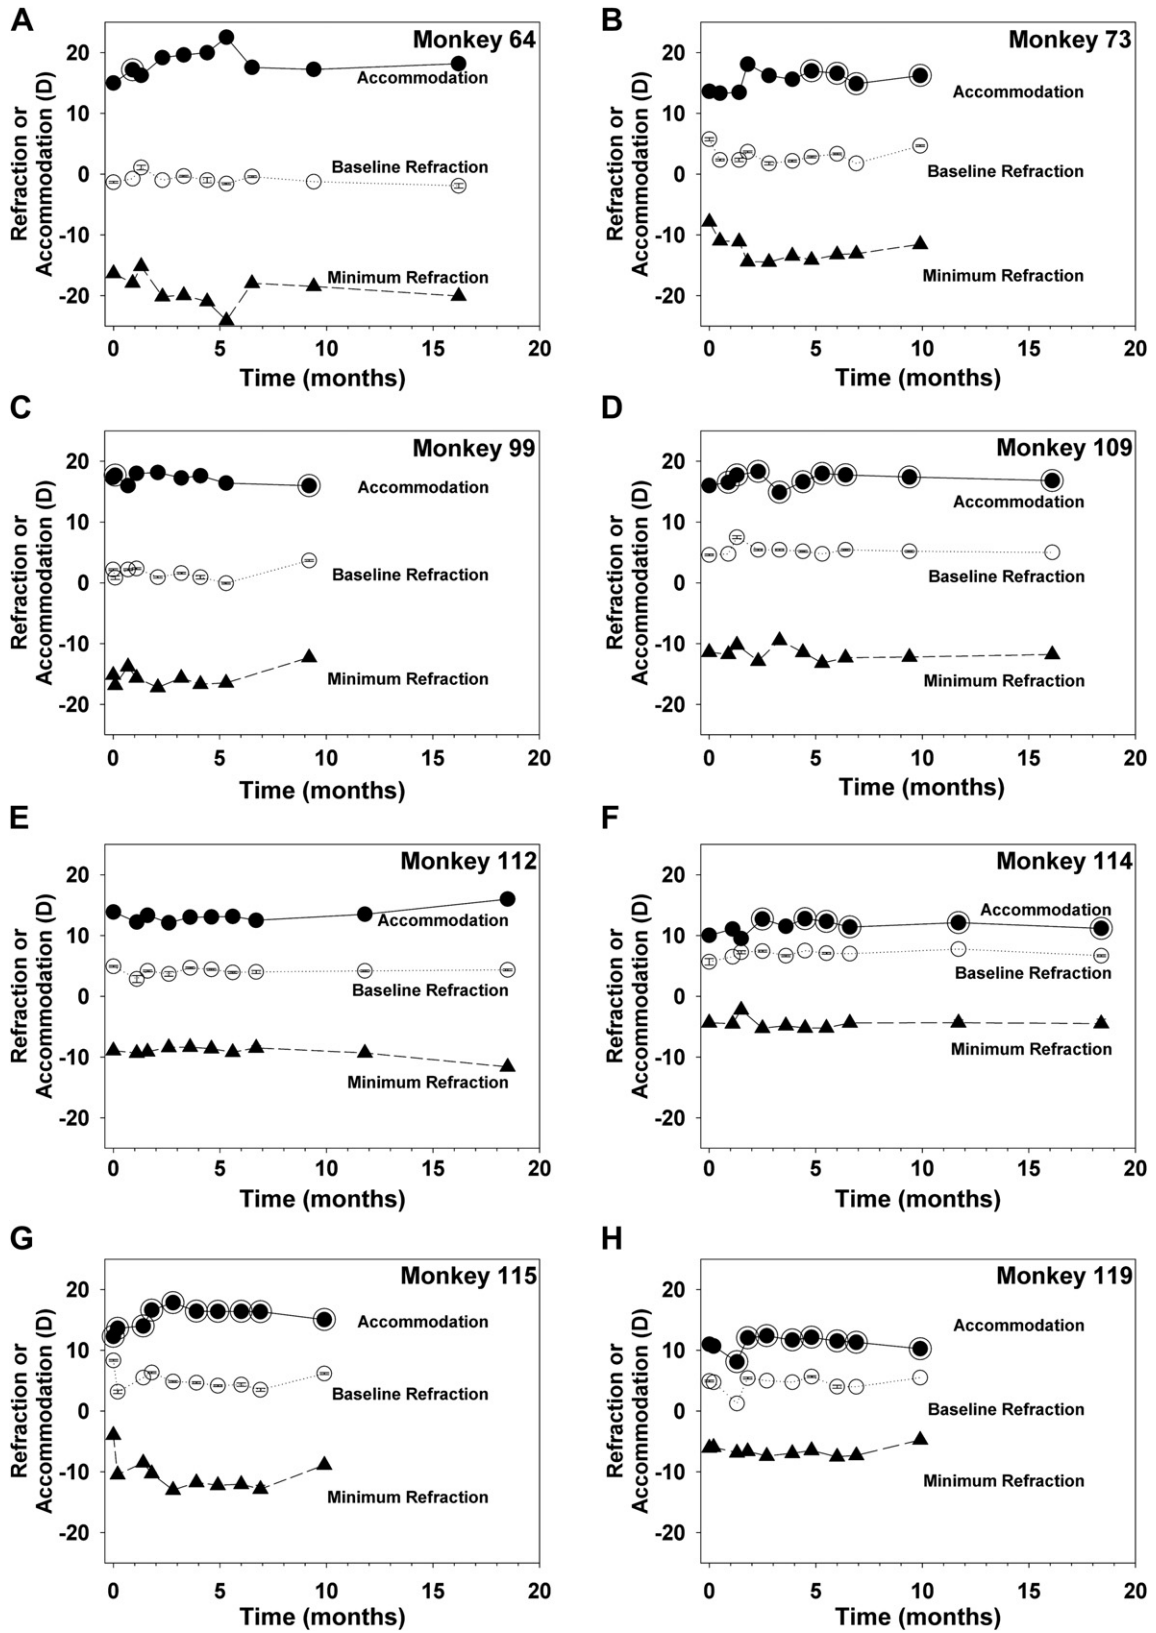 A
B
Monkey 64
Monkey 73
Refraction or
Accommodation (D)
20
10
0
-10
-20
Accommodation
Baseline Refraction
Minimum Refraction
0 5 10 15 20
Time (months)
Refraction or
Accommodation (D)
20
10
0
-10
-20
Accommodation
Baseline Refraction
Minimum Refraction
0 5 10 15 20
Time (months)
C
D
Monkey 99
Monkey 109
Refraction or
Accommodation (D)
20
10
0
-10
-20
Accommodation
Baseline Refraction
Minimum Refraction
0 5 10 15 20
Time (months)
Refraction or
Accommodation (D)
20
10
0
-10
-20
Accommodation
Baseline Refraction
Minimum Refraction
0 5 10 15 20
Time (months)
E
F
Monkey 112
Monkey 114
Refraction or
Accommodation (D)
20
10
0
-10
-20
Accommodation
Baseline Refraction
Minimum Refraction
0 5 10 15 20
Time (months)
Refraction or
Accommodation (D)
20
10
0
-10
-20
Accommodation
Baseline Refraction
Minimum Refraction
0 5 10 15 20
Time (months)
G
H
Monkey 115
Monkey 119
Refraction or
Accommodation (D)
20
10
0
-10
-20
Accommodation
Baseline Refraction
Minimum Refraction
0 5 10 15 20
Time (months)
Refraction or
Accommodation (D)
20
10
0
-10
-20
Accommodation
Baseline Refraction
Minimum Refraction
0 5 10 15 20
Time (months)